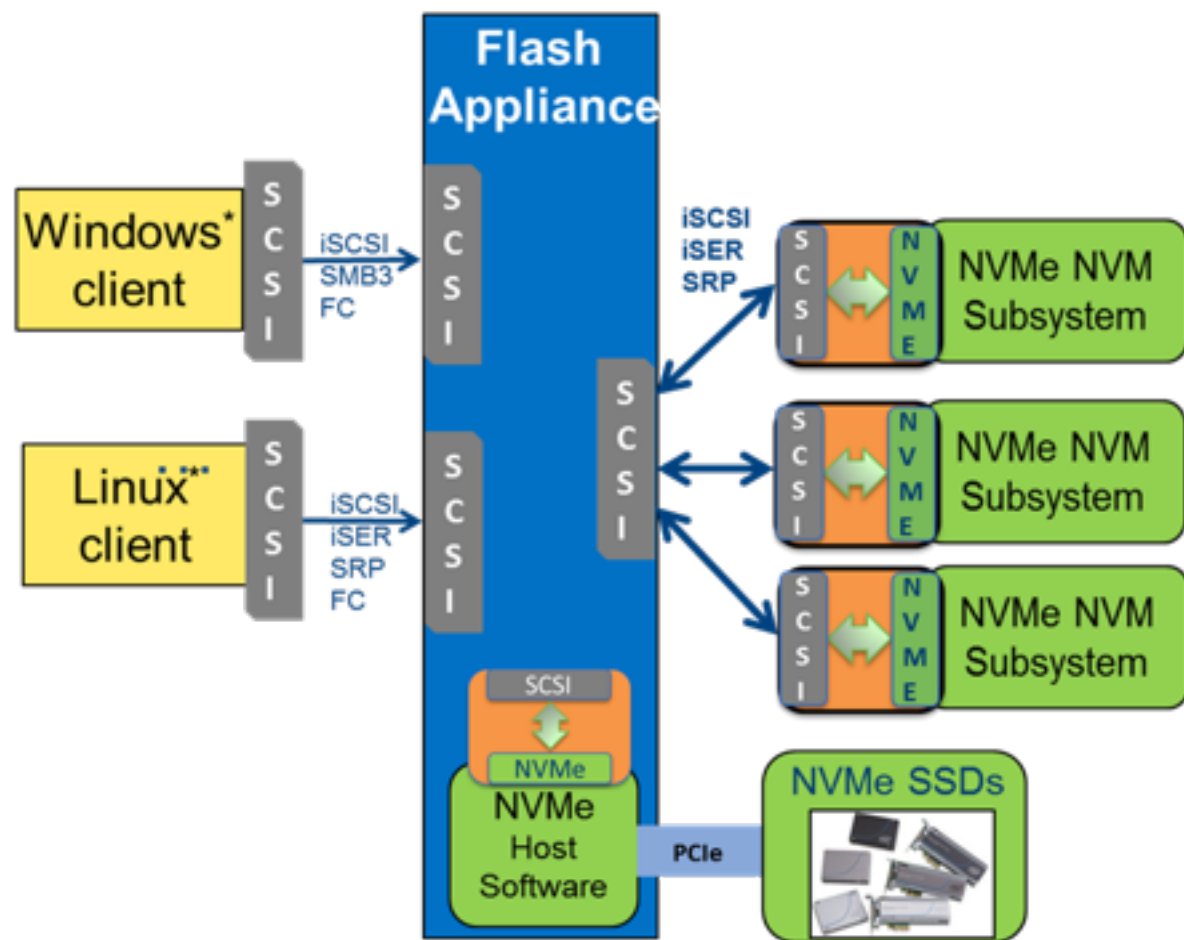 Flash
Appliance
Windows*
client
S
C
S
I
iSCSI
SMB3
FC
S
C
S
I
Linux**
client
S
C
S
I
iSCSI
iSER
SRP
FC
S
C
S
I
S
C
S
I
iSCSI
iSER
SRP
S
C
S
I
N
V
M
E
NVMe NVM
Subsystem
S
C
S
I
N
V
M
E
NVMe NVM
Subsystem
S
C
S
I
N
V
M
E
NVMe NVM
Subsystem
SCSI
NVMe
NVMe
Host
Software
PCIe
NVMe SSDs